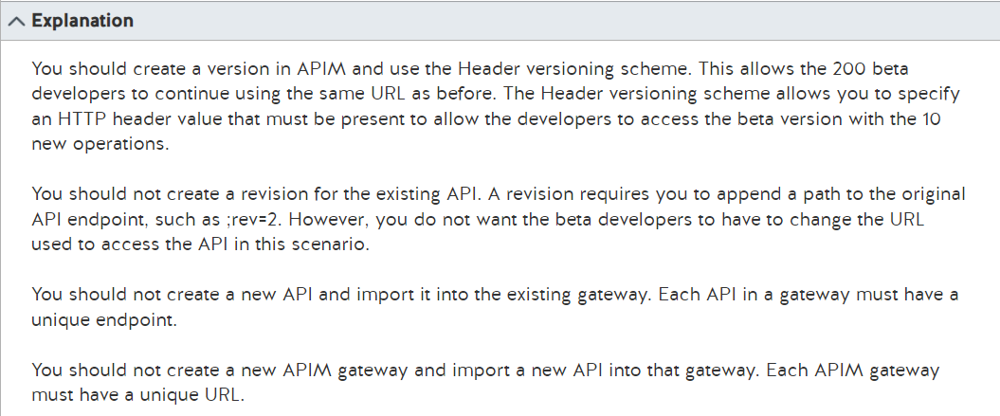 Explanation
You should create a version in APIM and use the Header versioning scheme. This allows the 200 beta
developers to continue using the same URL as before. The Header versioning scheme allows you to specify
an HTTP header value that must be present to allow the developers to access the beta version with the 10
new operations.
You should not create a revision for the existing API. A revision requires you to append a path to the original
API endpoint, such as ;rev=2. However, you do not want the beta developers to have to change the URL
used to access the API in this scenario.
You should not create a new API and import it into the existing gateway. Each API in a gateway must have a
unique endpoint.
You should not create a new APIM gateway and import a new API into that gateway. Each APIM gateway
must have a unique URL.